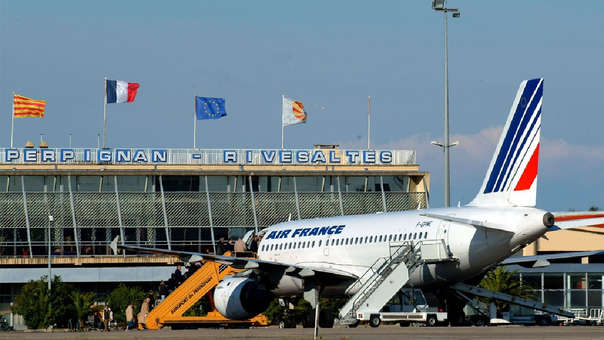 PERPIGNAN - RIVESALTES
AIR FRANCE